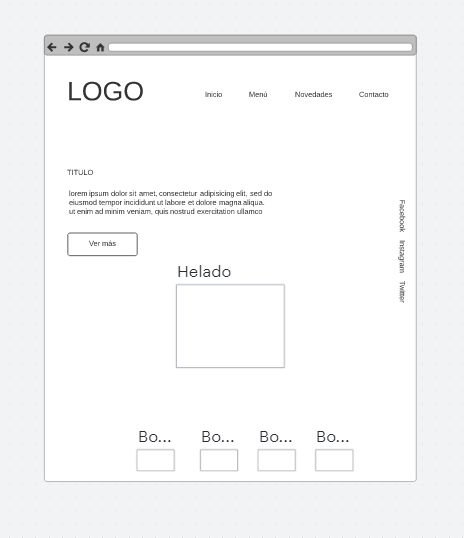 LOGO
Inicio
Menú
Novedades
Contacto
TITULO
lorem ipsum dolor sit amet, consectetur adipisicing elit, sed do
eiusmod tempor incididunt ut labore et dolore magna aliqua.
ut enim ad minim veniam, quis nostrud exercitation ullamco
Ver más
Facebook
Instagram
Twitter
Helado
Bo...
Bo...
Bo...
Bo...